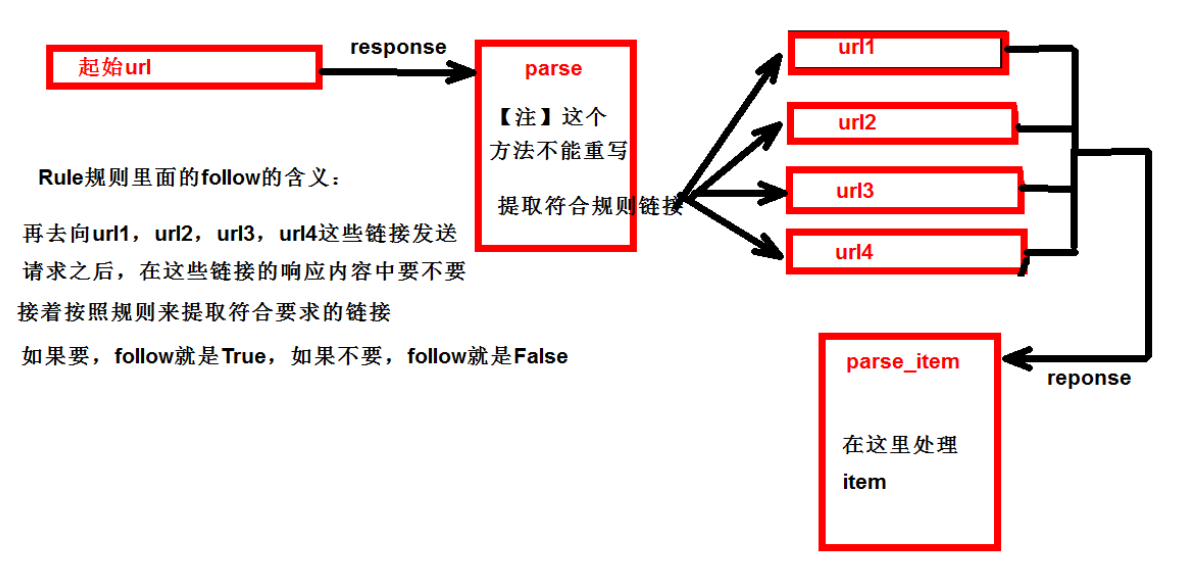 起始url
response
parse
【注】这个
方法不能重写
提取符合规则链接
url1
url2
url3
url4
Rule规则里面的follow的含义：
再去向url1，url2，url3，url4这些链接发送
请求之后，在这些链接的响应内容中要不要
接着按照规则来提取符合要求的链接
如果要，follow就是True，如果不要，follow就是False
parse_item
reponse
在这里处理
item